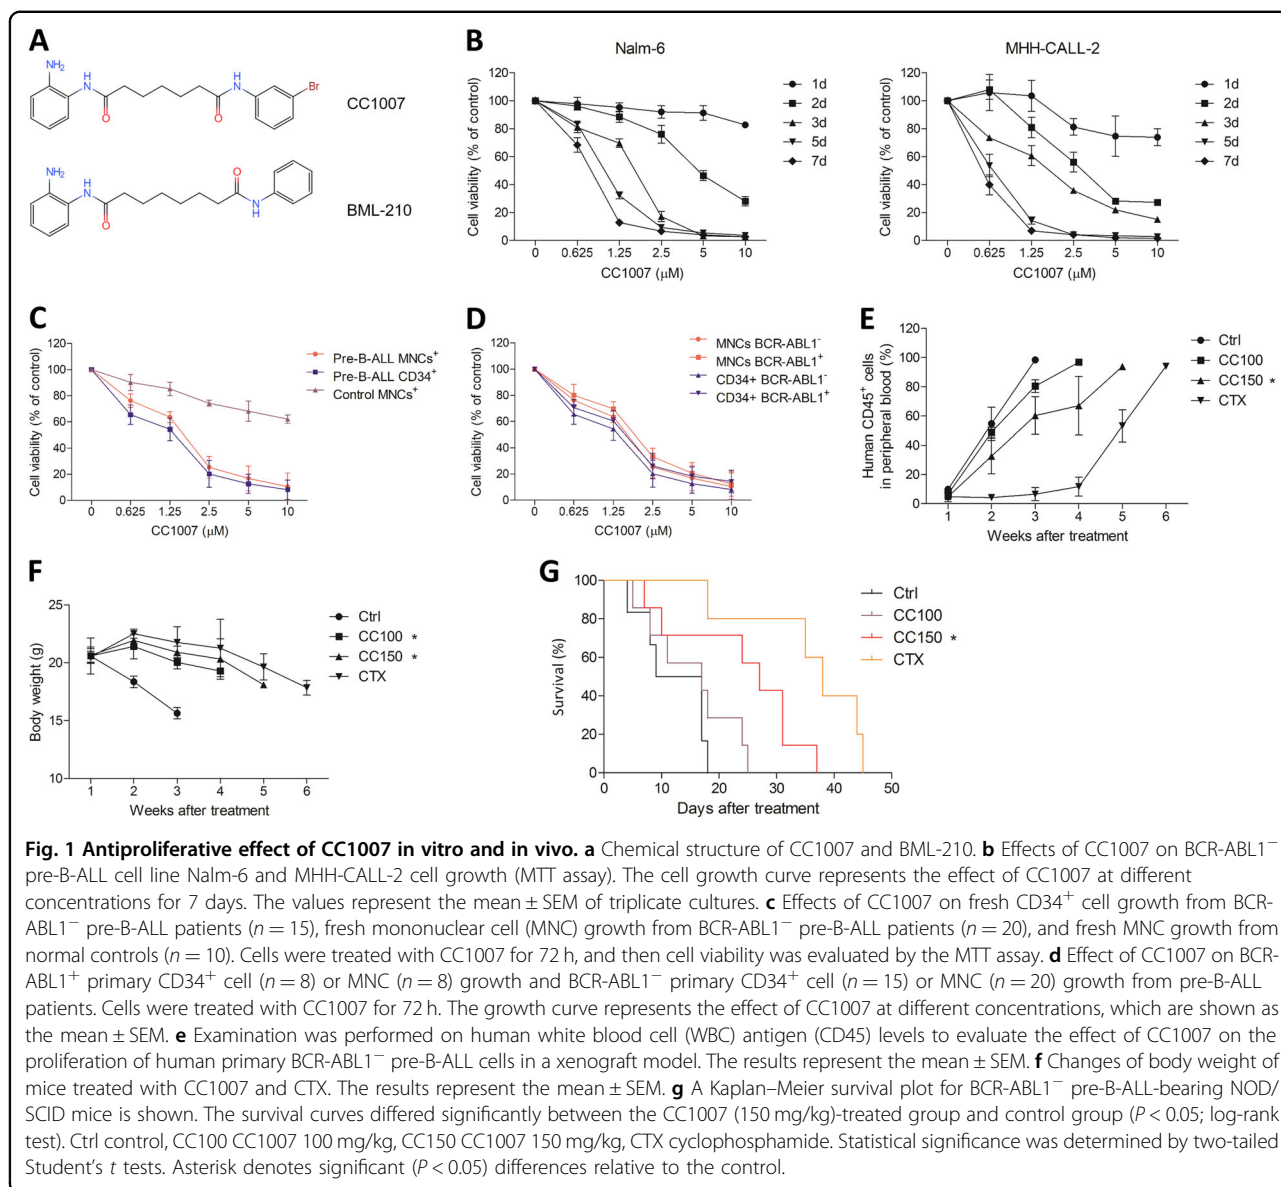 A
NH₂
H
N
O
O
H
N
Br
CC1007
NH₂
H
N
O
O
N
H
BML-210
B
Nalm-6
Cell viability (% of control)
120
100
80
60
40
20
0
0 0.625 1.25 2.5 5 10
CC1007 (μM)
1d
2d
3d
5d
7d
MHH-CALL-2
Cell viability (% of control)
120
100
80
60
40
20
0
0 0.625 1.25 2.5 5 10
CC1007 (μM)
1d
2d
3d
5d
7d
C
Cell viability (% of control)
120
100
80
60
40
20
0
0 0.625 1.25 2.5 5 10
CC1007 (μM)
Pre-B-ALL MNCs⁺
Pre-B-ALL CD34⁺
Control MNCs⁺
D
Cell viability (% of control)
120
100
80
60
40
20
0
0 0.625 1.25 2.5 5 10
CC1007 (μM)
MNCs BCR-ABL1⁻
MNCs BCR-ABL1⁺
CD34+ BCR-ABL1⁻
CD34+ BCR-ABL1⁺
E
Human CD45⁺ cells
in peripheral blood (%)
120
100
80
60
40
20
0
1 2 3 4 5 6
Weeks after treatment
Ctrl
CC100
CC150 *
CTX
F
Body weight (g)
25
20
15
10
1 2 3 4 5 6
Weeks after treatment
Ctrl
CC100 *
CC150 *
CTX
G
Survival (%)
100
80
60
40
20
0
0 10 20 30 40 50
Days after treatment
Ctrl
CC100
CC150 *
CTX
Fig. 1 Antiproliferative effect of CC1007 in vitro and in vivo. a Chemical structure of CC1007 and BML-210. b Effects of CC1007 on BCR-ABL1⁻
pre-B-ALL cell line Nalm-6 and MHH-CALL-2 cell growth (MTT assay). The cell growth curve represents the effect of CC1007 at different
concentrations for 7 days. The values represent the mean ± SEM of triplicate cultures. c Effects of CC1007 on fresh CD34⁺ cell growth from BCR-
ABL1⁻ pre-B-ALL patients (n = 15), fresh mononuclear cell (MNC) growth from BCR-ABL1⁻ pre-B-ALL patients (n = 20), and fresh MNC growth from
normal controls (n = 10). Cells were treated with CC1007 for 72 h, and then cell viability was evaluated by the MTT assay. d Effect of CC1007 on BCR-
ABL1⁺ primary CD34⁺ cell (n = 8) or MNC (n = 8) growth and BCR-ABL1⁻ primary CD34⁺ cell (n = 15) or MNC (n = 20) growth from pre-B-ALL
patients. Cells were treated with CC1007 for 72 h. The growth curve represents the effect of CC1007 at different concentrations, which are shown as
the mean ± SEM. e Examination was performed on human white blood cell (WBC) antigen (CD45) levels to evaluate the effect of CC1007 on the
proliferation of human primary BCR-ABL1⁻ pre-B-ALL cells in a xenograft model. The results represent the mean ± SEM. f Changes of body weight of
mice treated with CC1007 and CTX. The results represent the mean ± SEM. g A Kaplan–Meier survival plot for BCR-ABL1⁻ pre-B-ALL-bearing NOD/
SCID mice is shown. The survival curves differed significantly between the CC1007 (150 mg/kg)-treated group and control group (P < 0.05; log-rank
test). Ctrl control, CC100 CC1007 100 mg/kg, CC150 CC1007 150 mg/kg, CTX cyclophosphamide. Statistical significance was determined by two-tailed
Student's t tests. Asterisk denotes significant (P < 0.05) differences relative to the control.